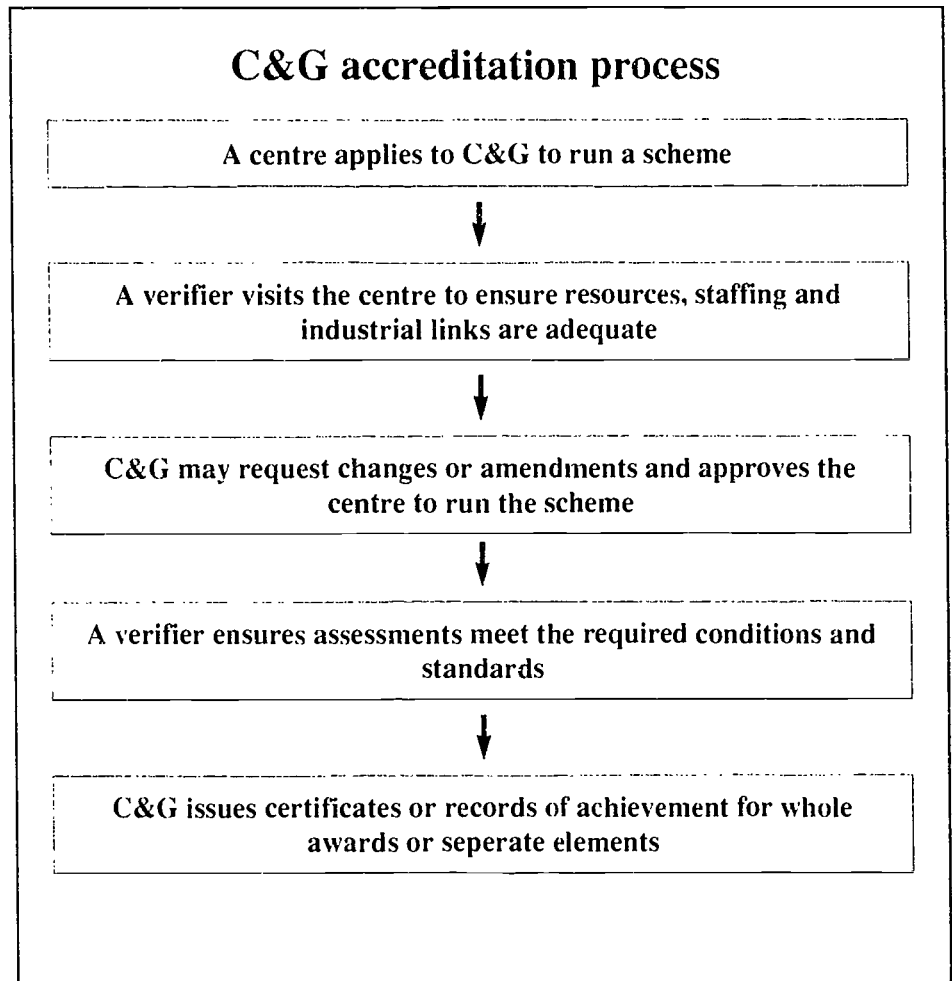 C&G accreditation process
A centre applies to C&G to run a scheme
A verifier visits the centre to ensure resources, staffing and
industrial links are adequate
C&G may request changes or amendments and approves the
centre to run the scheme
A verifier ensures assessments meet the required conditions and
standards
C&G issues certificates or records of achievement for whole
awards or seperate elements